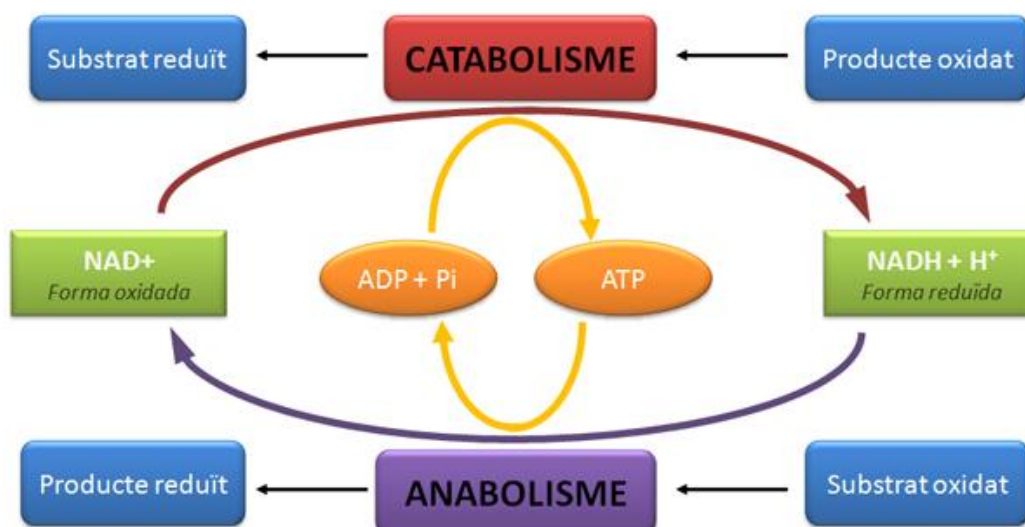 Substrat reduït
CATABOLISME
Producte oxidat
NAD+
Forma oxidada
ADP + Pi
ATP
NADH + H⁺
Forma reduïda
Producte reduït
ANABOLISME
Substrat oxidat